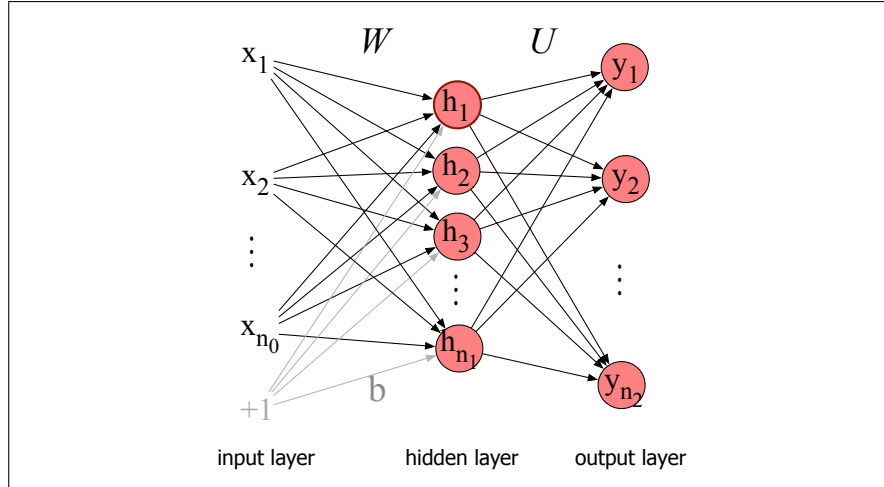 W U
x1 h1 y1
x2 h2 y2
h3
⋮ ⋮ ⋮
xn0 hn1
b yn2
+1
input layer hidden layer output layer